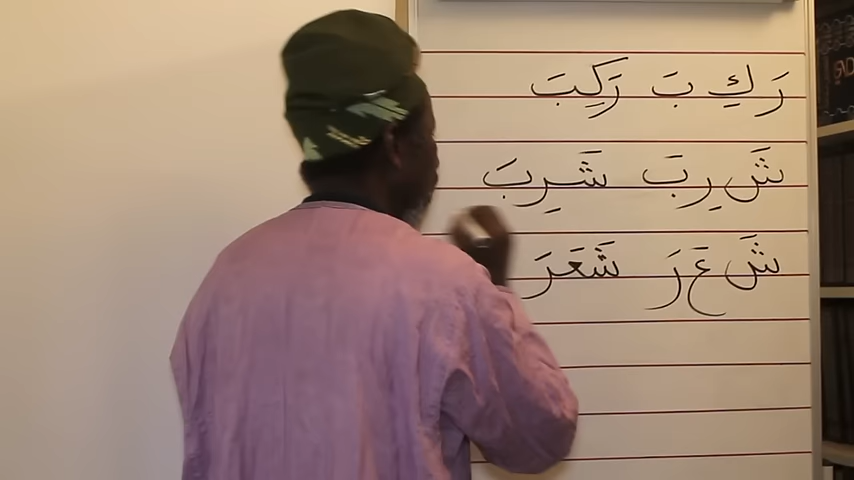 رَ كِ بَ رَكِبَ
شَ رِ بَ شَرِبَ
شَ عَ رَ شَعَرَ